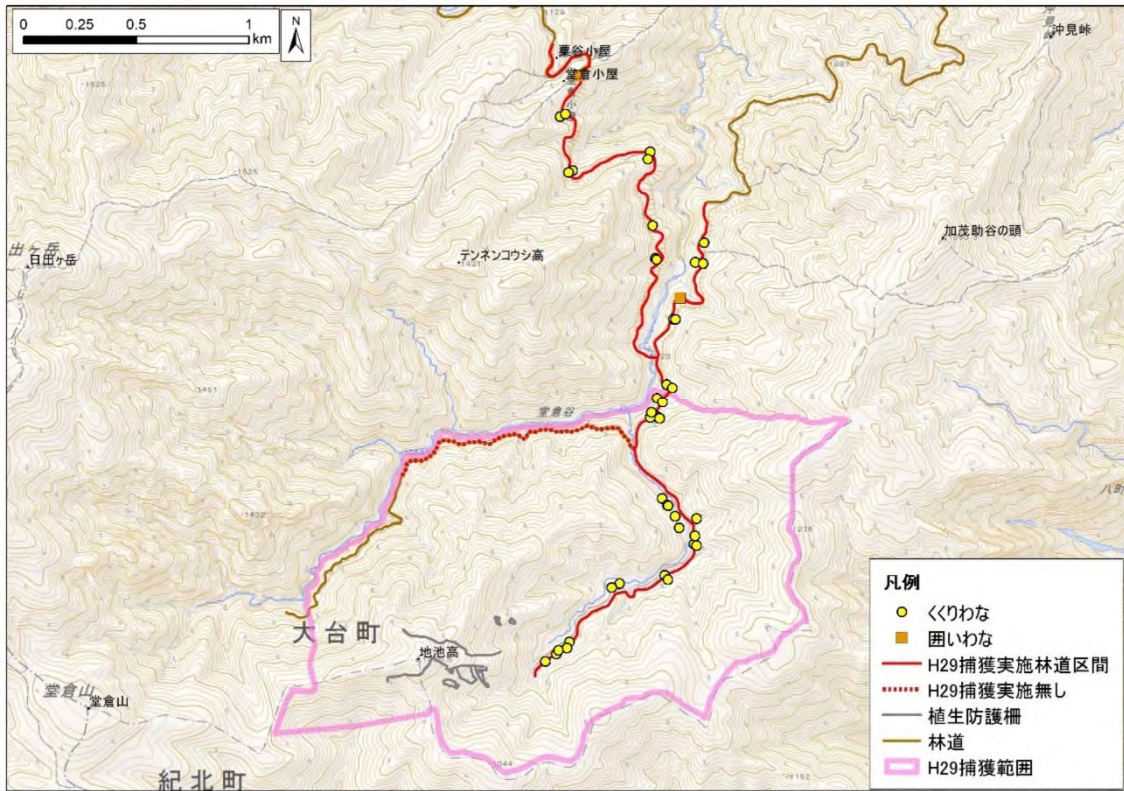 0 0.25 0.5 1
km
N
沖見峠
粟谷小屋
堂倉小屋
加茂助谷の頭
テンネンコウシ高
日出ヶ岳
堂倉谷
大台町
地池高
堂倉山
堂倉山
紀北町
凡例
くくりわな
囲いわな
H29捕獲実施林道区間
H29捕獲実施無し
植生防護柵
林道
H29捕獲範囲